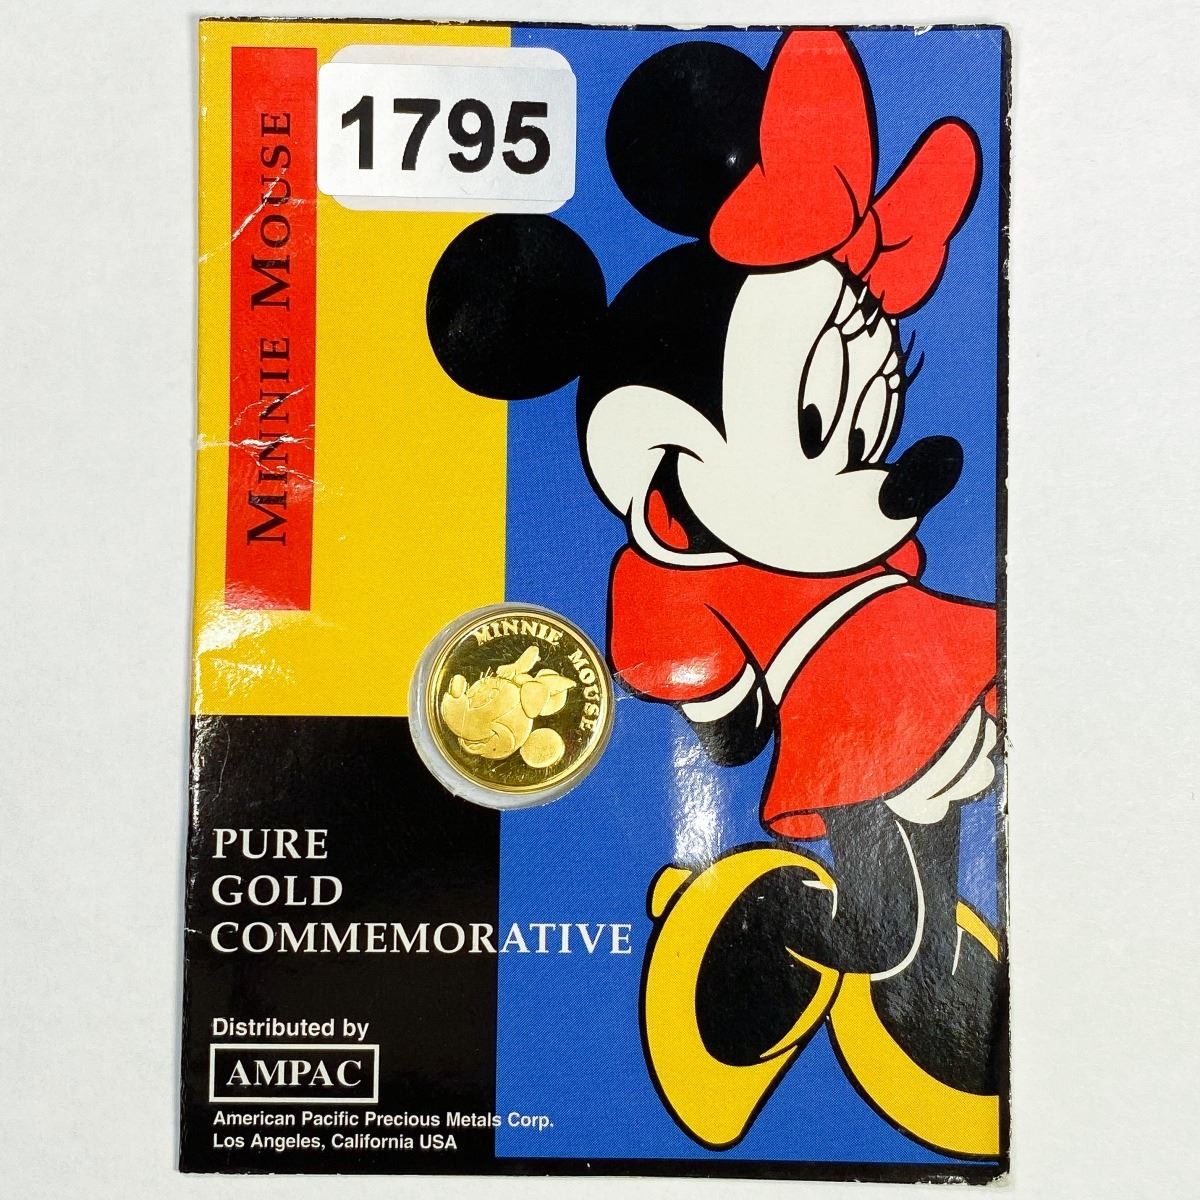 1795
MINNIE MOUSE
MINNIE MOUSE
PURE
GOLD
COMMEMORATIVE
Distributed by
AMPAC
American Pacific Precious Metals Corp.
Los Angeles, California USA